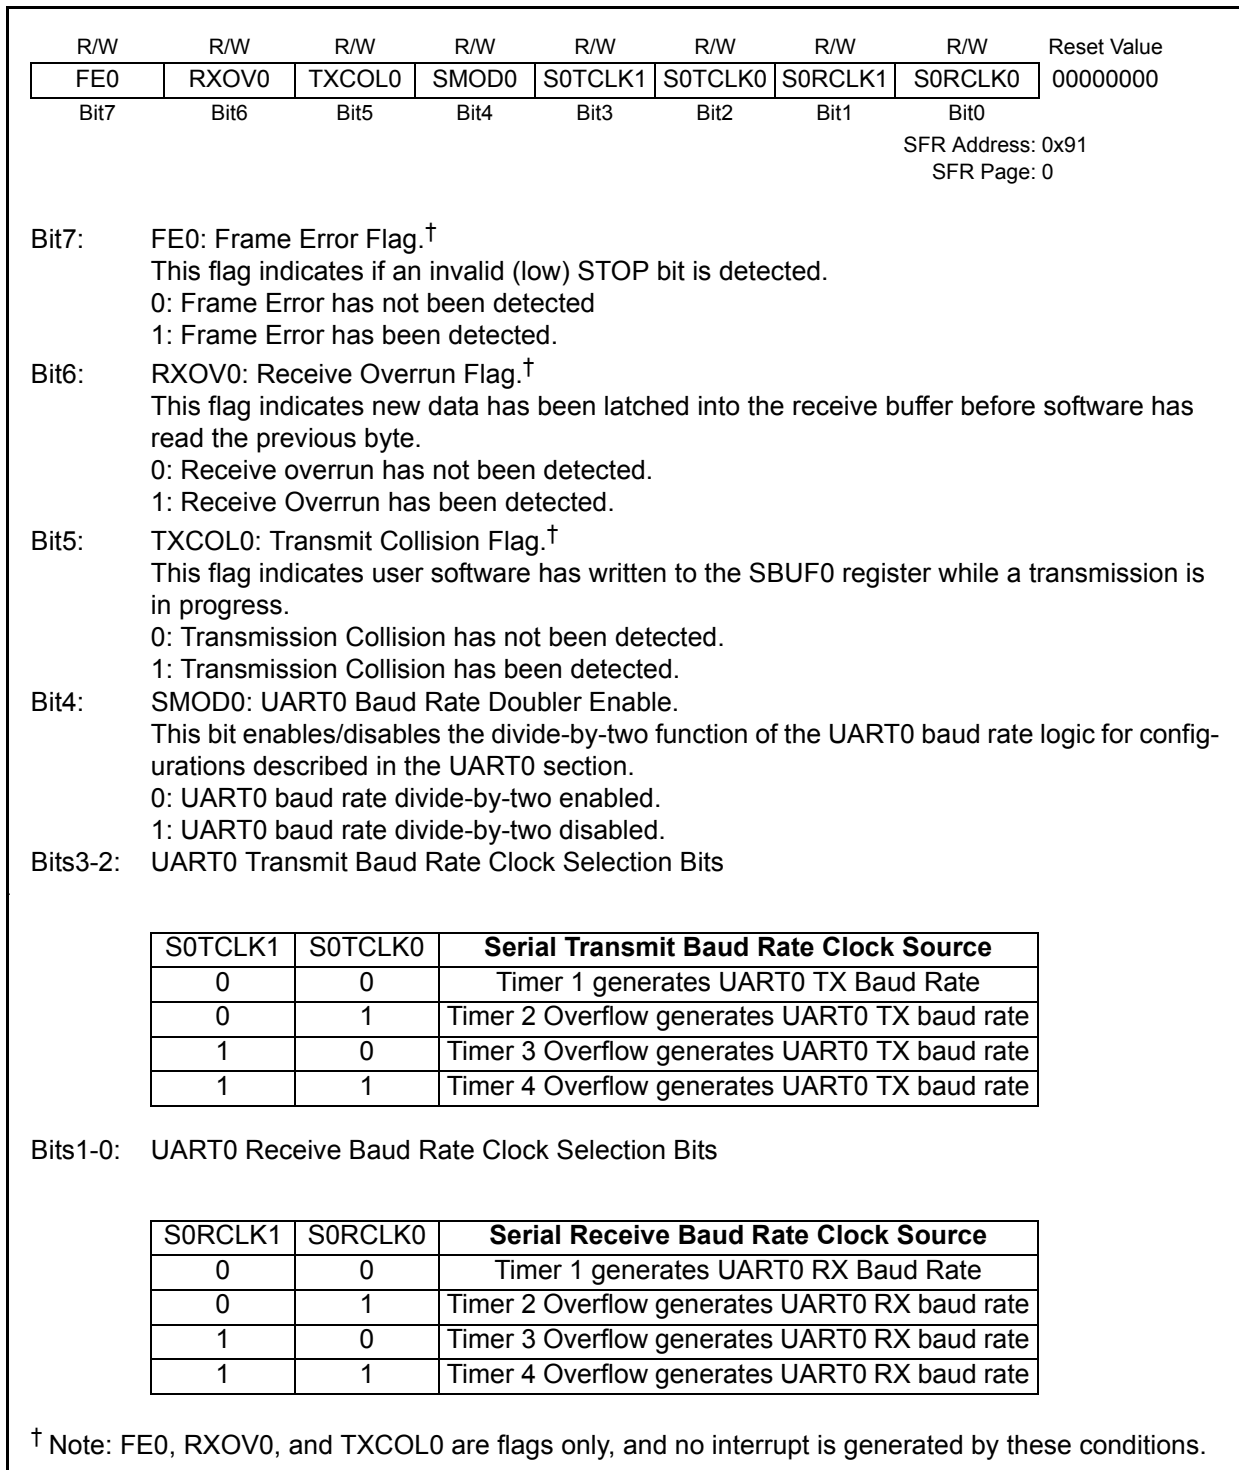 R/W R/W R/W R/W R/W R/W R/W R/W Reset Value
FE0 RXOV0 TXCOL0 SMOD0 S0TCLK1 S0TCLK0 S0RCLK1 S0RCLK0 00000000
Bit7 Bit6 Bit5 Bit4 Bit3 Bit2 Bit1 Bit0
SFR Address: 0x91
SFR Page: 0
Bit7: FE0: Frame Error Flag.†
This flag indicates if an invalid (low) STOP bit is detected.
0: Frame Error has not been detected
1: Frame Error has been detected.
Bit6: RXOV0: Receive Overrun Flag.†
This flag indicates new data has been latched into the receive buffer before software has
read the previous byte.
0: Receive overrun has not been detected.
1: Receive Overrun has been detected.
Bit5: TXCOL0: Transmit Collision Flag.†
This flag indicates user software has written to the SBUF0 register while a transmission is
in progress.
0: Transmission Collision has not been detected.
1: Transmission Collision has been detected.
Bit4: SMOD0: UART0 Baud Rate Doubler Enable.
This bit enables/disables the divide-by-two function of the UART0 baud rate logic for config-
urations described in the UART0 section.
0: UART0 baud rate divide-by-two enabled.
1: UART0 baud rate divide-by-two disabled.
Bits3-2: UART0 Transmit Baud Rate Clock Selection Bits
S0TCLK1 S0TCLK0 Serial Transmit Baud Rate Clock Source
0 0 Timer 1 generates UART0 TX Baud Rate
0 1 Timer 2 Overflow generates UART0 TX baud rate
1 0 Timer 3 Overflow generates UART0 TX baud rate
1 1 Timer 4 Overflow generates UART0 TX baud rate
Bits1-0: UART0 Receive Baud Rate Clock Selection Bits
S0RCLK1 S0RCLK0 Serial Receive Baud Rate Clock Source
0 0 Timer 1 generates UART0 RX Baud Rate
0 1 Timer 2 Overflow generates UART0 RX baud rate
1 0 Timer 3 Overflow generates UART0 RX baud rate
1 1 Timer 4 Overflow generates UART0 RX baud rate
† Note: FE0, RXOV0, and TXCOL0 are flags only, and no interrupt is generated by these conditions.